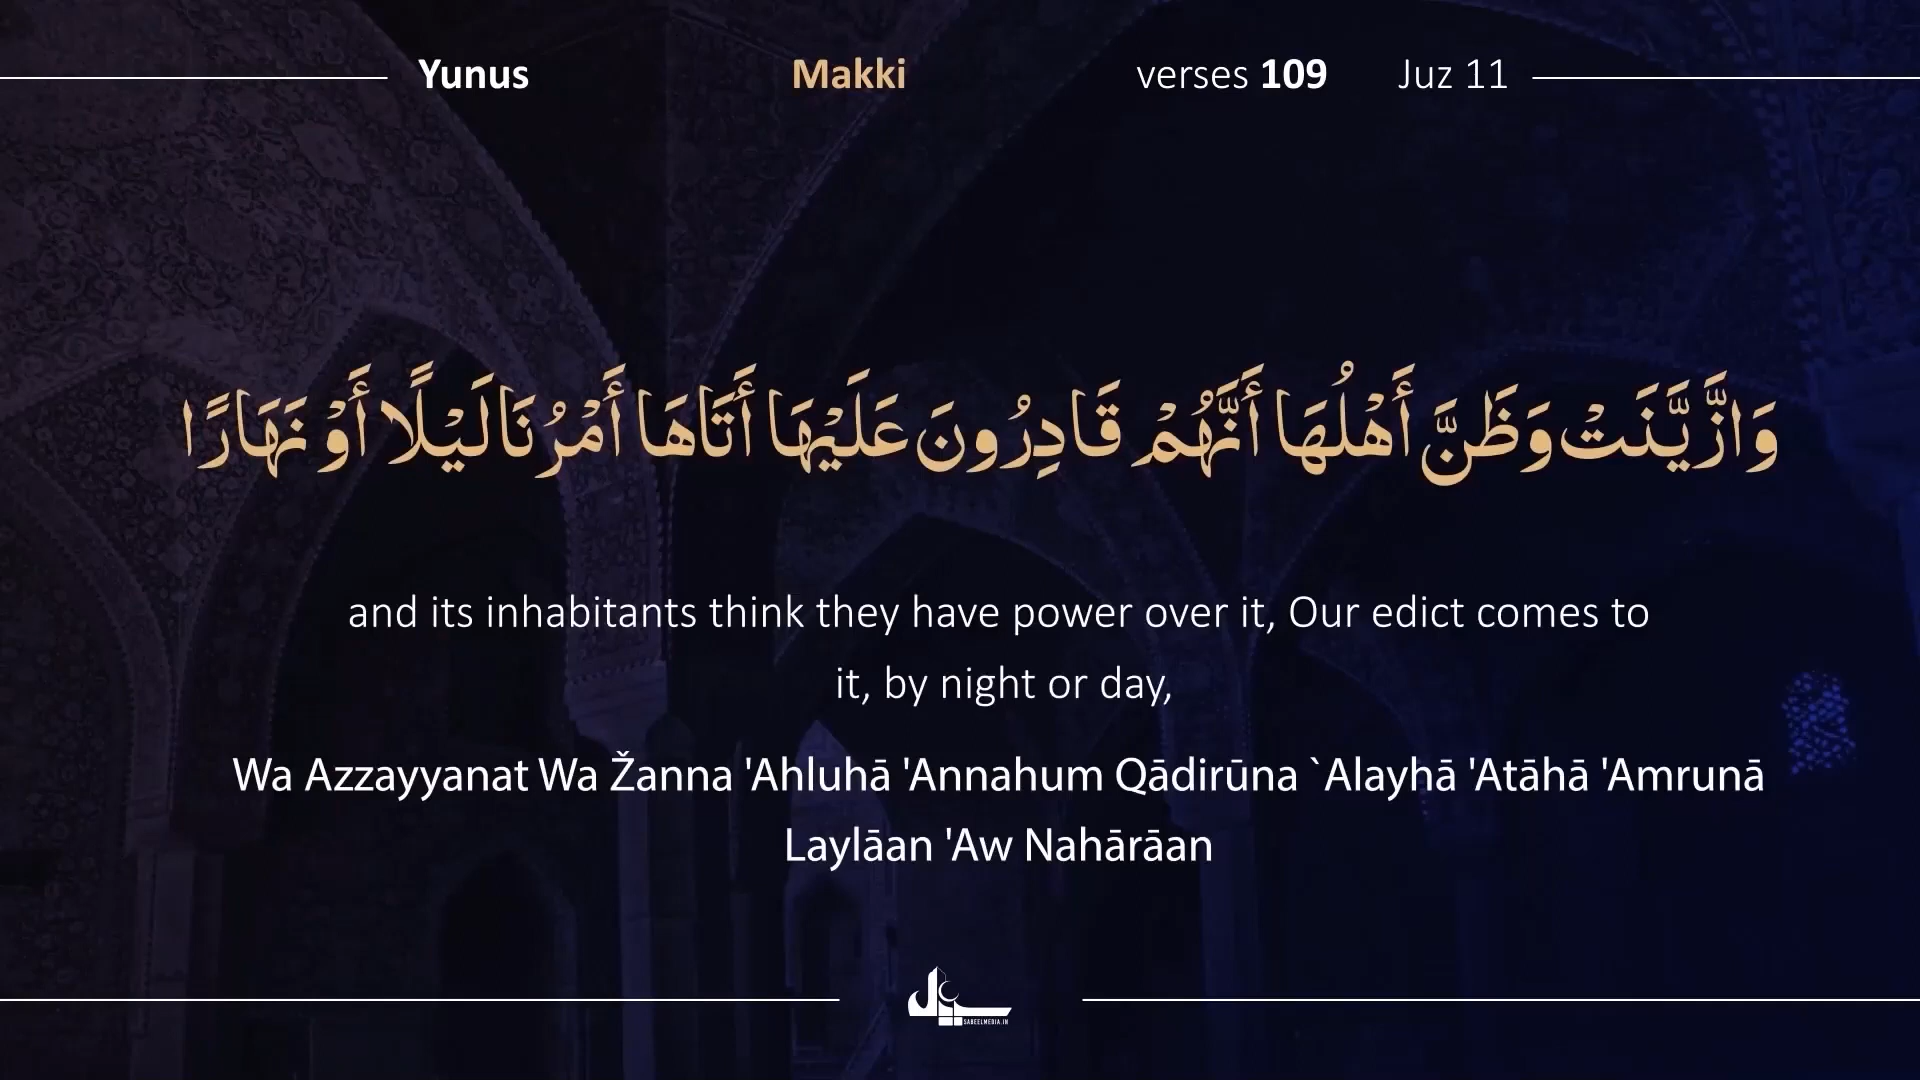 Yunus Makki verses 109 Juz 11
وَازَّيَّنَتْ وَظَنَّ أَهْلُهَا أَنَّهُمْ قَادِرُونَ عَلَيْهَا أَتَاهَا أَمْرُنَا لَيْلًا أَوْ نَهَارًا
and its inhabitants think they have power over it, Our edict comes to
it, by night or day,
Wa Azzayyanat Wa Žanna 'Ahluhā 'Annahum Qādirūna `Alayhā 'Atāhā 'Amrunā
Laylāan 'Aw Nahārāan
SABEELMEDIA.IN